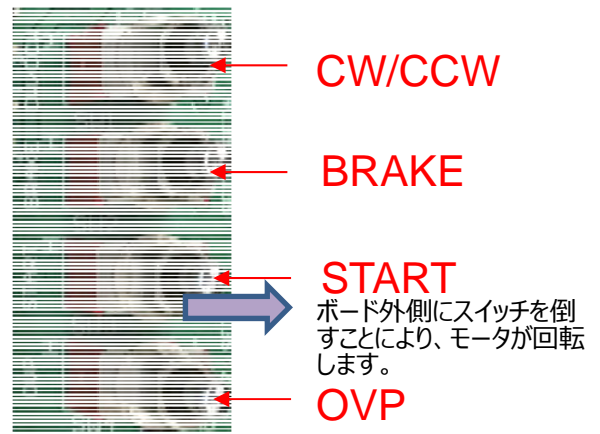 CW/CCW
BRAKE
START
ボード外側にスイッチを倒
すことにより、モータが回転
します。
OVP